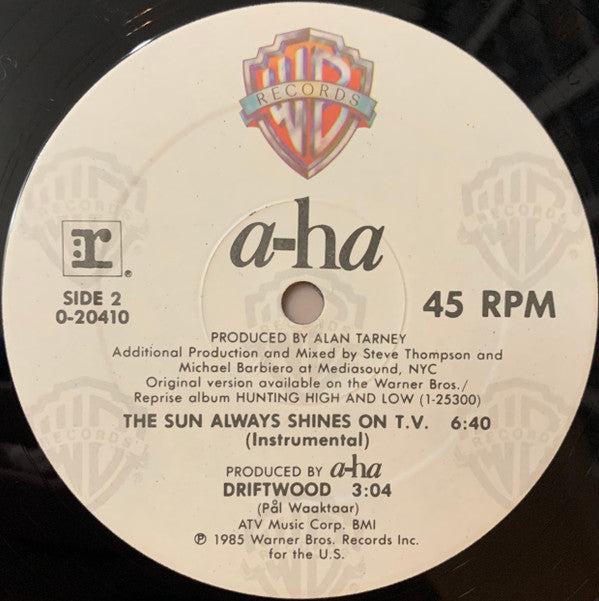 WB
RECORDS
a-ha
r®
SIDE 2
0-20410
45 RPM
PRODUCED BY ALAN TARNEY
Additional Production and Mixed by Steve Thompson and
Michael Barbiero at Mediasound, NYC
Original version available on the Warner Bros./
Reprise album HUNTING HIGH AND LOW (1-25300)
THE SUN ALWAYS SHINES ON T.V. 6:40
(Instrumental)
PRODUCED BY a-ha
DRIFTWOOD 3:04
(Pål Waaktaar)
ATV Music Corp. BMI
℗ 1985 Warner Bros. Records Inc.
for the U.S.